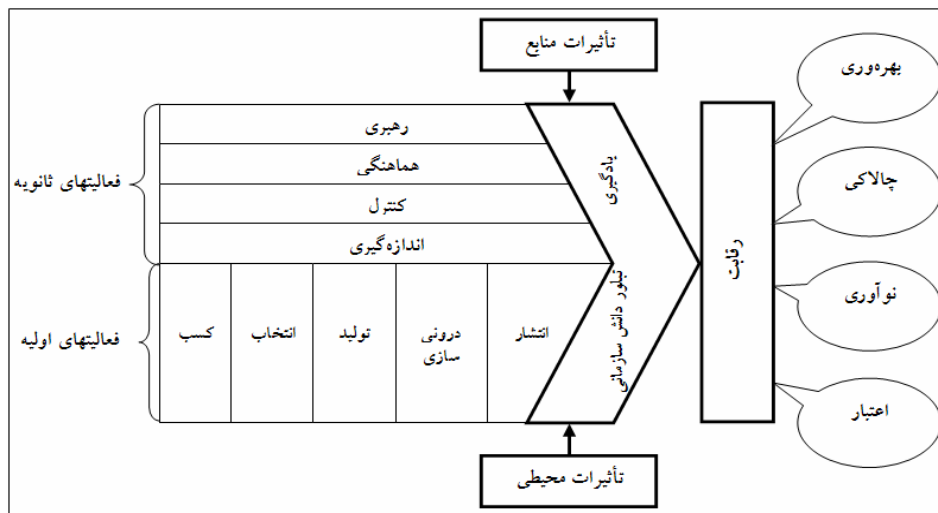 تأثیرات منابع
بهره‌وری
چالاکی
نوآوری
اعتبار
رقابت
یادگیری
تبلور دانش سازمانی
فعالیتهای ثانویه
رهبری
هماهنگی
کنترل
اندازه‌گیری
فعالیتهای اولیه
کسب
انتخاب
تولید
درونی
سازی
انتشار
تأثیرات محیطی